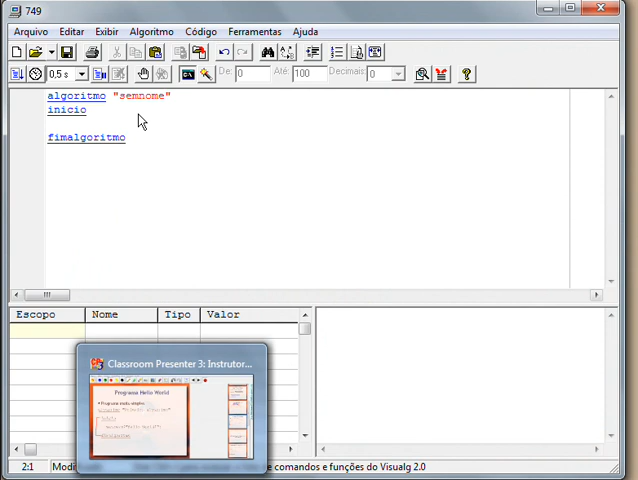 749
Arquivo Editar Exibir Algoritmo Código Ferramentas Ajuda
0,5 s De: 0 Até: 100 Decimais 0
algoritmo "semnome"
inicio
fimalgoritmo
Escopo Nome Tipo Valor
Classroom Presenter 3: Instrutor...
Programa Hello World
2:1 de comandos e funções do Visualg 2.0